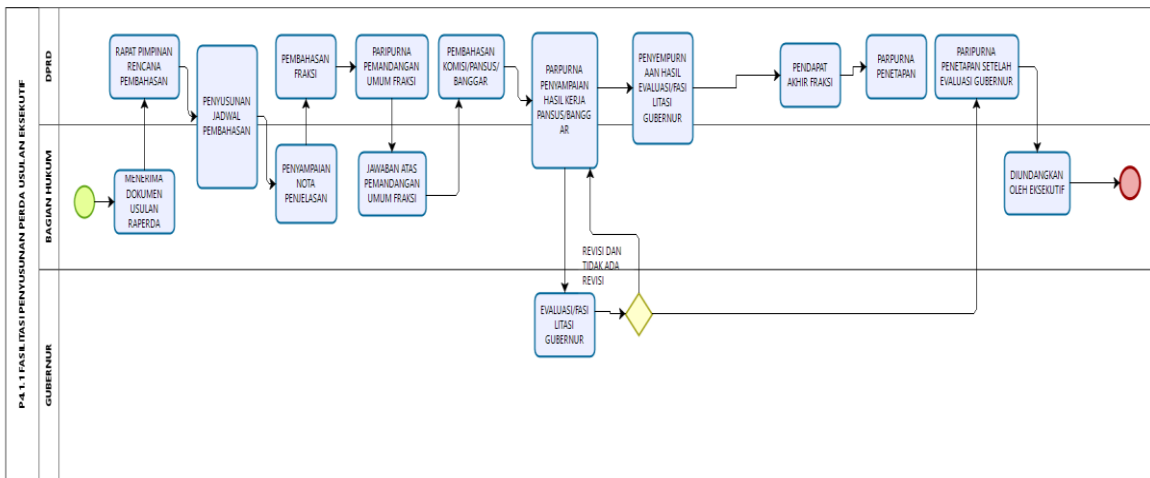 P4.1.1 FASILITASI PENYUSUNAN PERDA USULAN EKSEKUTIF
DPRD
RAPAT PIMPINAN
RENCANA
PEMBAHASAN
PENYUSUNAN
JADWAL
PEMBAHASAN
PEMBAHASAN
FRAKSI
PARIPURNA
PEMANDANGAN
UMUM FRAKSI
PEMBAHASAN
KOMISI/PANSUS/
BANGGAR
PARPURNA
PENYAMPAIAN
HASIL KERJA
PANSUS/BANGG
AR
PENYEMPUR
NAAN HASIL
EVALUASI/FASI
LITASI
GUBERNUR
PENDAPAT
AKHIR FRAKSI
PARPURNA
PENETAPAN
PARIPURNA
PENETAPAN SETELAH
EVALUASI GUBERNUR
BAGIAN HUKUM
MENERIMA
DOKUMEN
USULAN
RAPERDA
PENYAMPAIAN
NOTA
PENJELASAN
JAWABAN ATAS
PEMANDANGAN
UMUM FRAKSI
DIUNDANGKAN
OLEH EKSEKUTIF
REVISI DAN
TIDAK ADA
REVISI
GUBERNUR
EVALUASI/FASI
LITASI
GUBERNUR